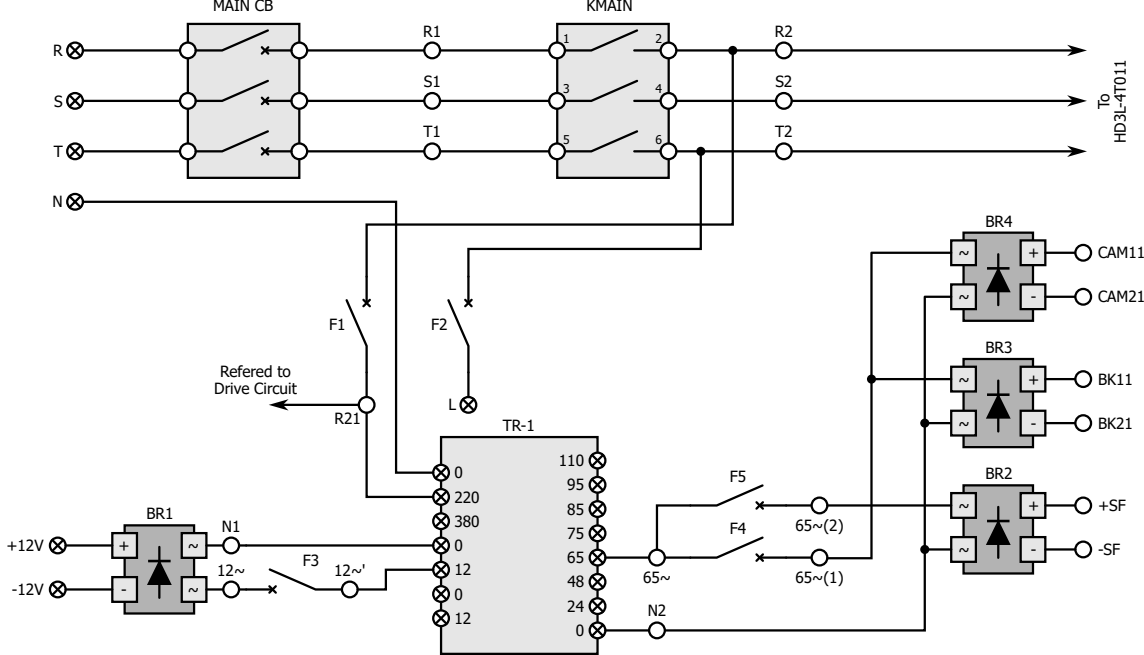 MAIN CB
KMAIN
R
R1
1
2
R2
S
S1
3
4
S2
T
T1
5
6
T2
To
HD3L-4T011
N
BR4
~
+
CAM11
~
-
CAM21
F1
F2
BR3
~
+
BK11
~
-
BK21
Refered to
Drive Circuit
R21
L
TR-1
0
220
380
0
12
0
12
110
95
85
75
65
48
24
0
F5
F4
65~
65~(2)
65~(1)
N2
BR2
~
+
+SF
~
-
-SF
BR1
+12V
+
~
N1
-12V
-
~
12~
F3
12~'